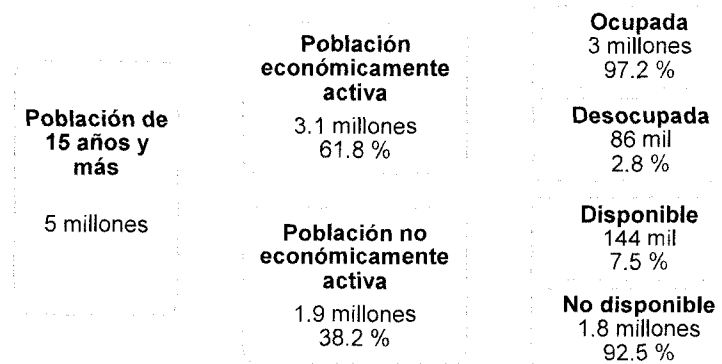 Población de
15 años y
más
5 millones
Población
económicamente
activa
3.1 millones
61.8 %
Población no
económicamente
activa
1.9 millones
38.2 %
Ocupada
3 millones
97.2 %
Desocupada
86 mil
2.8 %
Disponible
144 mil
7.5 %
No disponible
1.8 millones
92.5 %